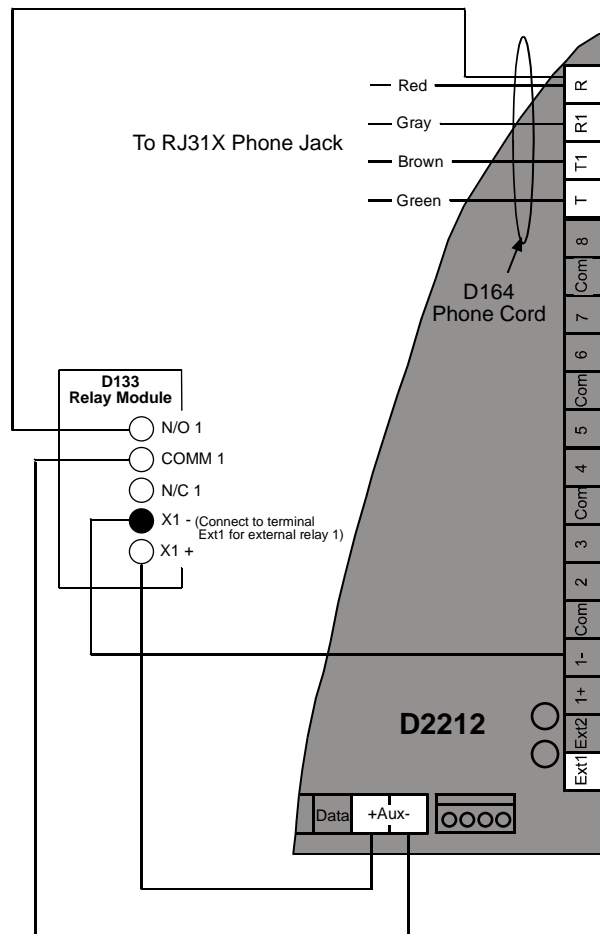 Red
Gray
To RJ31X Phone Jack
Brown
Green
D164
Phone Cord
R
R1
T1
T
8
Com
7
6
Com
5
4
Com
3
2
Com
1-
1+
Ext2
Ext1
D133
Relay Module
N/O 1
COMM 1
N/C 1
X1 - (Connect to terminal
Ext1 for external relay 1)
X1 +
D2212
Data
+Aux-